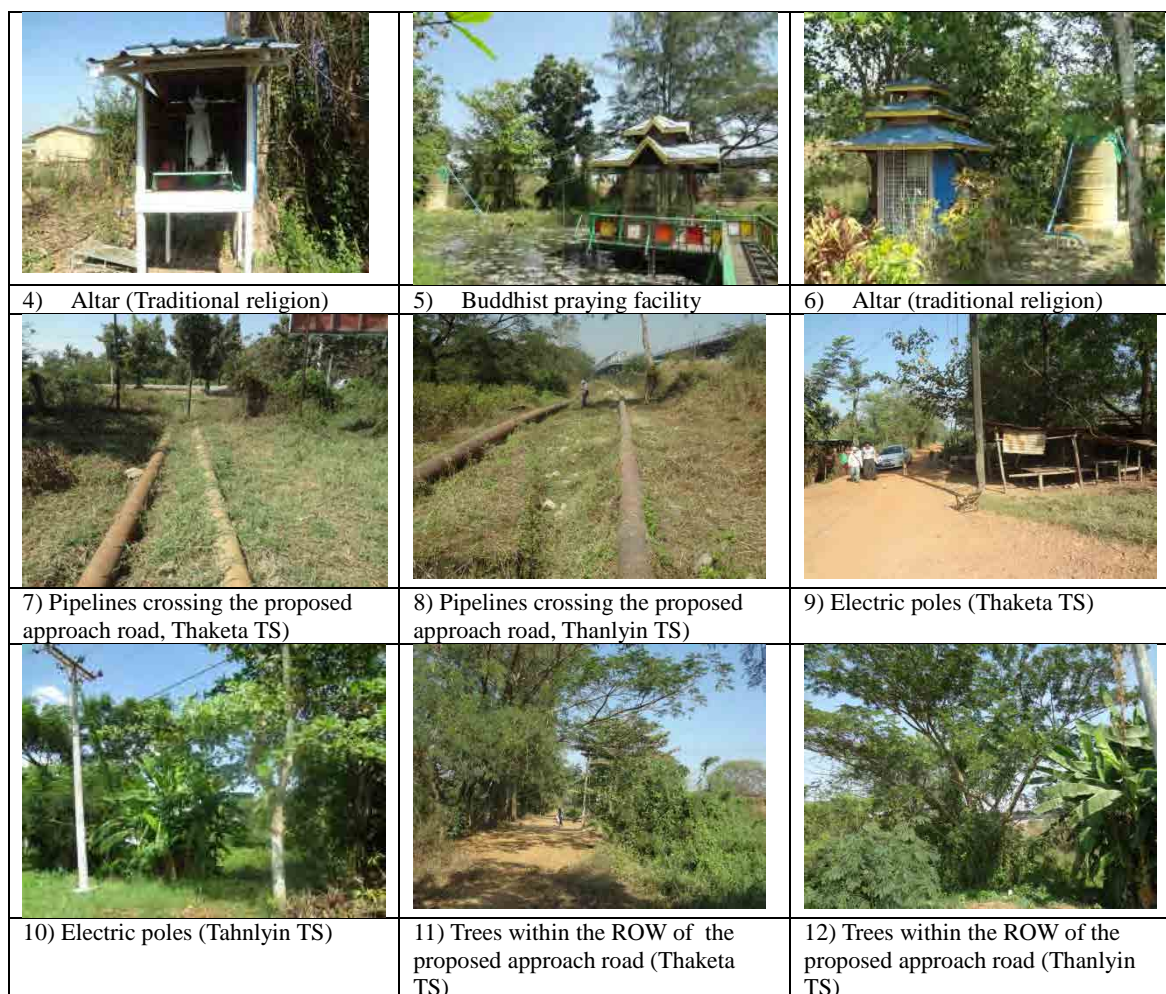 4) Altar (Traditional religion)
5) Buddhist praying facility
6) Altar (traditional religion)
7) Pipelines crossing the proposed
approach road, Thaketa TS)
8) Pipelines crossing the proposed
approach road, Thanlyin TS)
9) Electric poles (Thaketa TS)
10) Electric poles (Tahnlyin TS)
11) Trees within the ROW of the
proposed approach road (Thaketa
TS)
12) Trees within the ROW of the
proposed approach road (Thanlyin
TS)